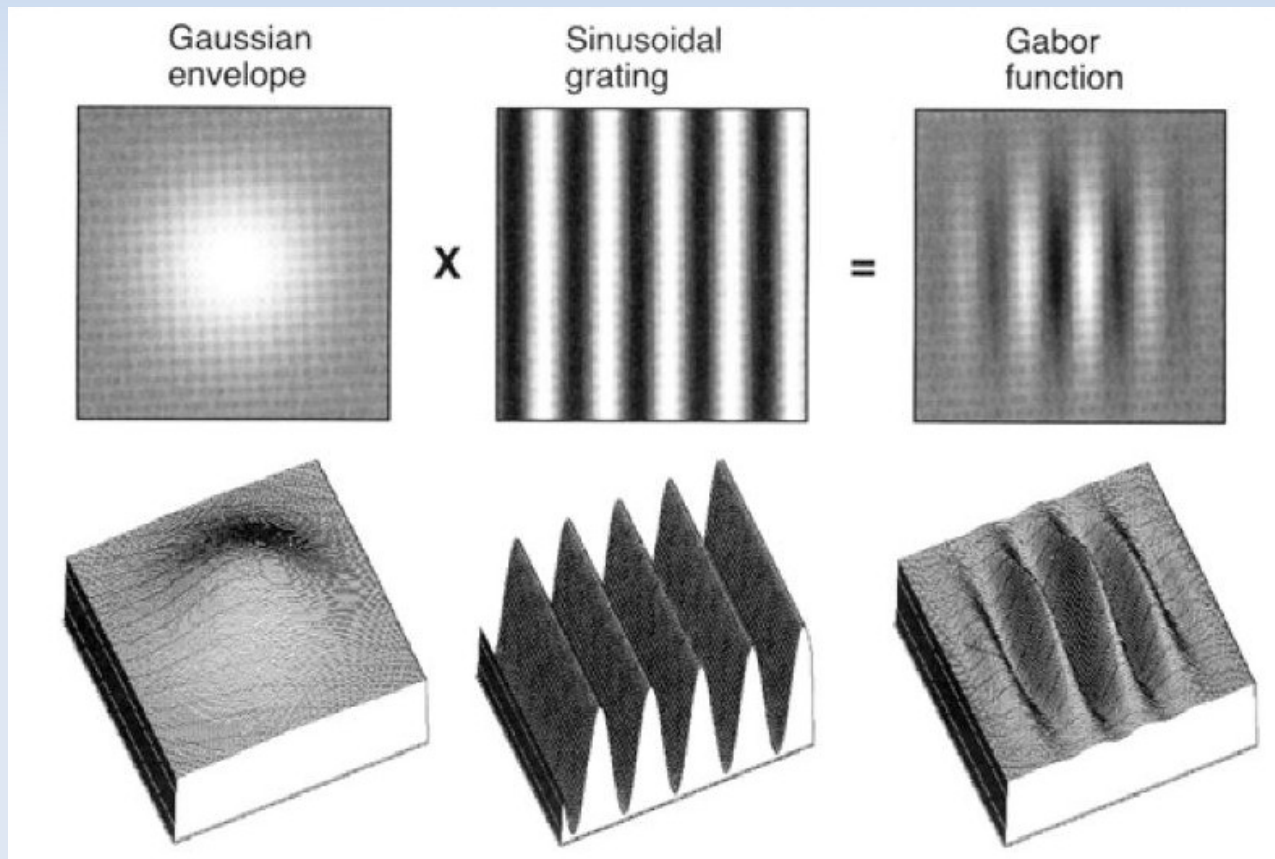 Gaussian
envelope
Sinusoidal
grating
Gabor
function
X
=